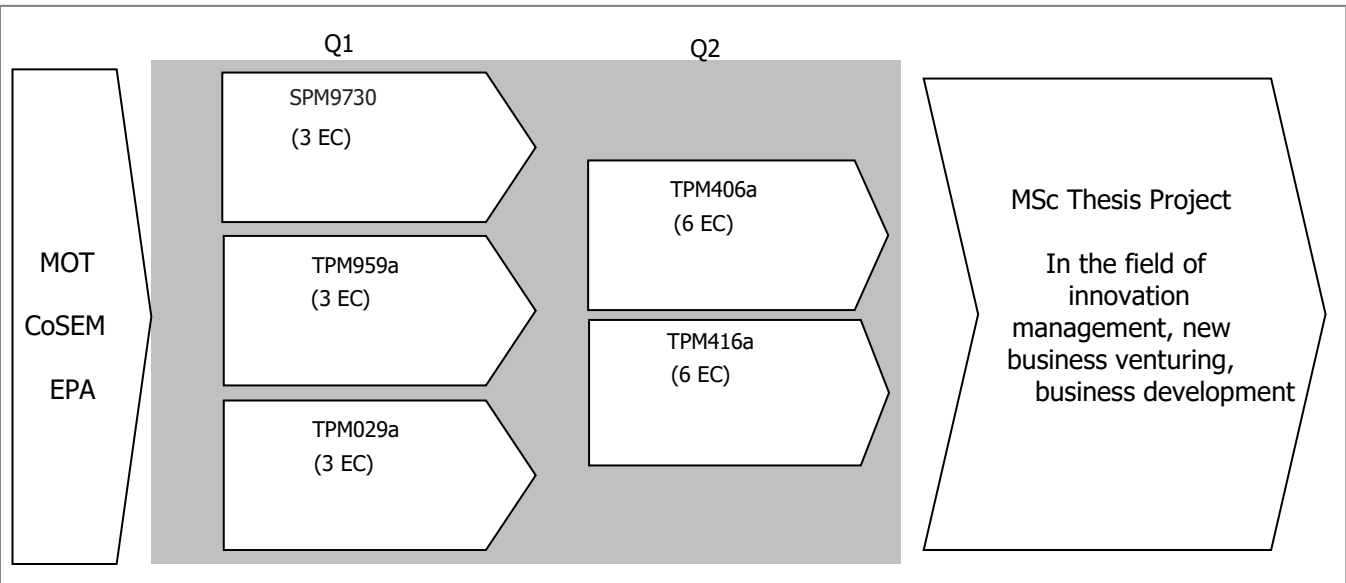 Q1
Q2
MOT
CoSEM
EPA
SPM9730
(3 EC)
TPM959a
(3 EC)
TPM029a
(3 EC)
TPM406a
(6 EC)
TPM416a
(6 EC)
MSc Thesis Project
In the field of
innovation
management, new
business venturing,
business development